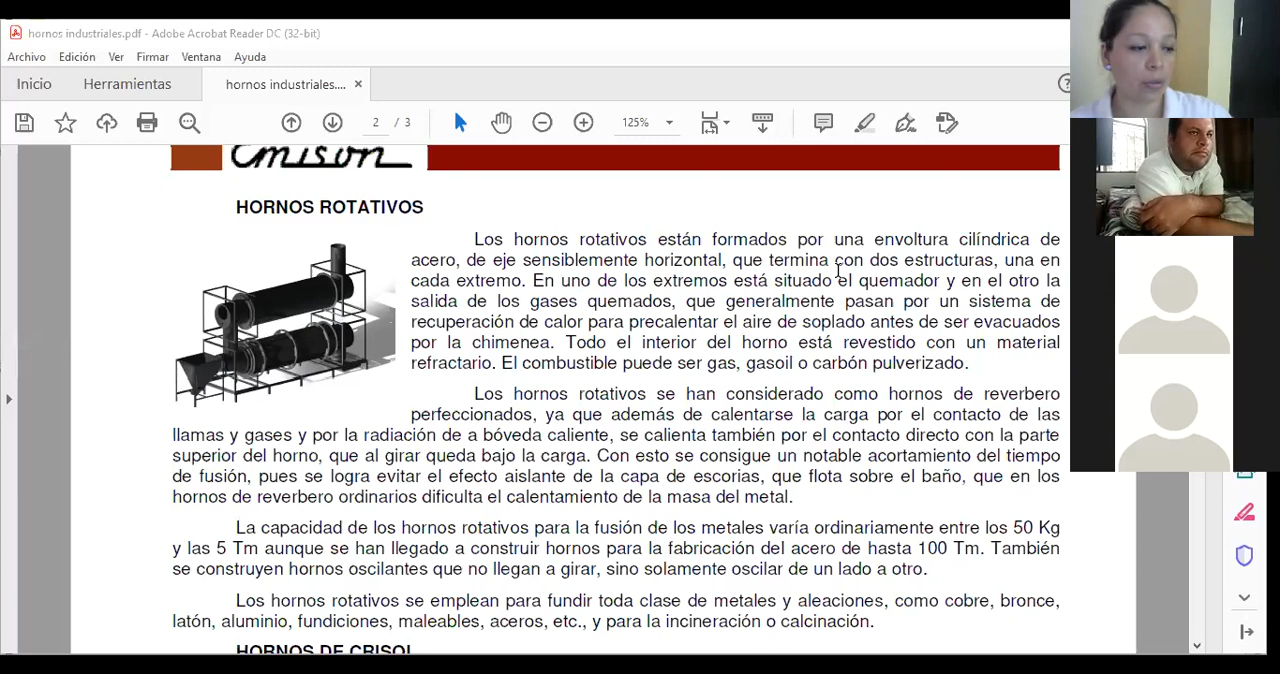 hornos industriales.pdf - Adobe Acrobat Reader DC (32-bit)
Archivo Edición Ver Firmar Ventana Ayuda
Inicio Herramientas hornos industriales.... ×
2 / 3 125%
Emison
HORNOS ROTATIVOS
Los hornos rotativos están formados por una envoltura cilíndrica de
acero, de eje sensiblemente horizontal, que termina con dos estructuras, una en
cada extremo. En uno de los extremos está situado el quemador y en el otro la
salida de los gases quemados, que generalmente pasan por un sistema de
recuperación de calor para precalentar el aire de soplado antes de ser evacuados
por la chimenea. Todo el interior del horno está revestido con un material
refractario. El combustible puede ser gas, gasoil o carbón pulverizado.
Los hornos rotativos se han considerado como hornos de reverbero
perfeccionados, ya que además de calentarse la carga por el contacto de las
llamas y gases y por la radiación de a bóveda caliente, se calienta también por el contacto directo con la parte
superior del horno, que al girar queda bajo la carga. Con esto se consigue un notable acortamiento del tiempo
de fusión, pues se logra evitar el efecto aislante de la capa de escorias, que flota sobre el baño, que en los
hornos de reverbero ordinarios dificulta el calentamiento de la masa del metal.
La capacidad de los hornos rotativos para la fusión de los metales varía ordinariamente entre los 50 Kg
y las 5 Tm aunque se han llegado a construir hornos para la fabricación del acero de hasta 100 Tm. También
se construyen hornos oscilantes que no llegan a girar, sino solamente oscilar de un lado a otro.
Los hornos rotativos se emplean para fundir toda clase de metales y aleaciones, como cobre, bronce,
latón, aluminio, fundiciones, maleables, aceros, etc., y para la incineración o calcinación.
HORNOS DE CRISOL